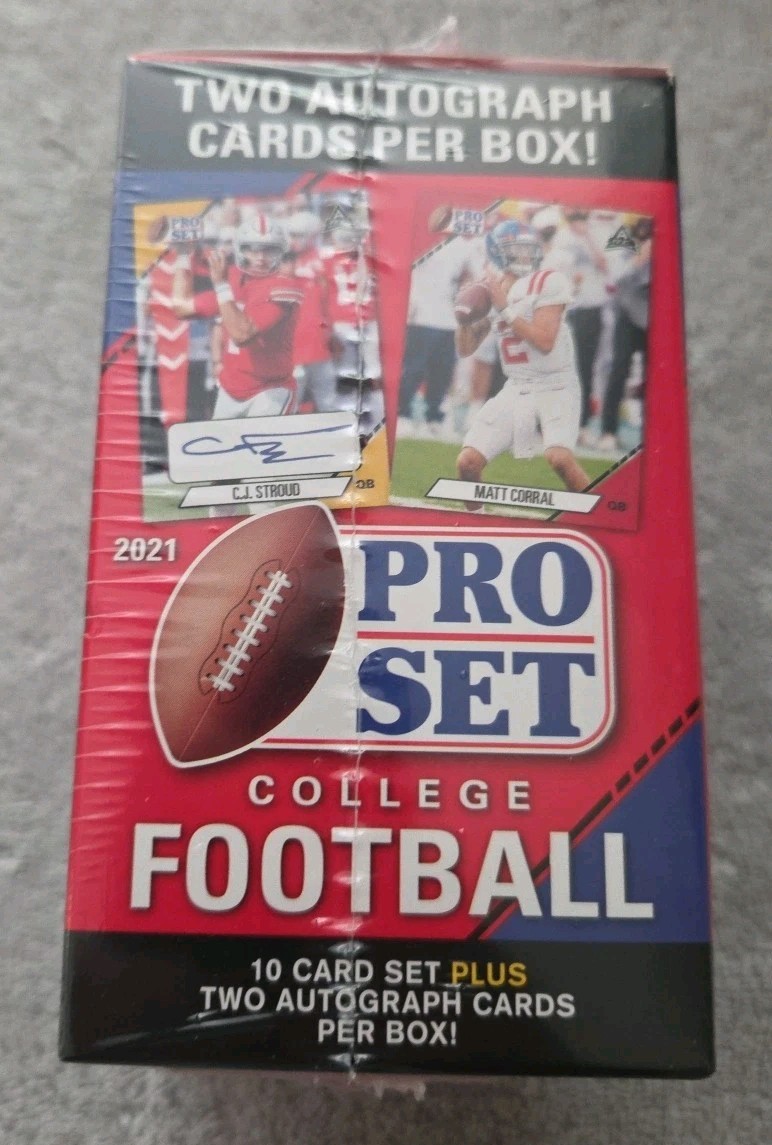 TWO AUTOGRAPH
CARDS PER BOX!
PRO
SET
PRO
SET
2
C.J. STROUD
QB
MATT CORRAL
QB
2021
PRO
SET
COLLEGE
FOOTBALL
10 CARD SET PLUS
TWO AUTOGRAPH CARDS
PER BOX!